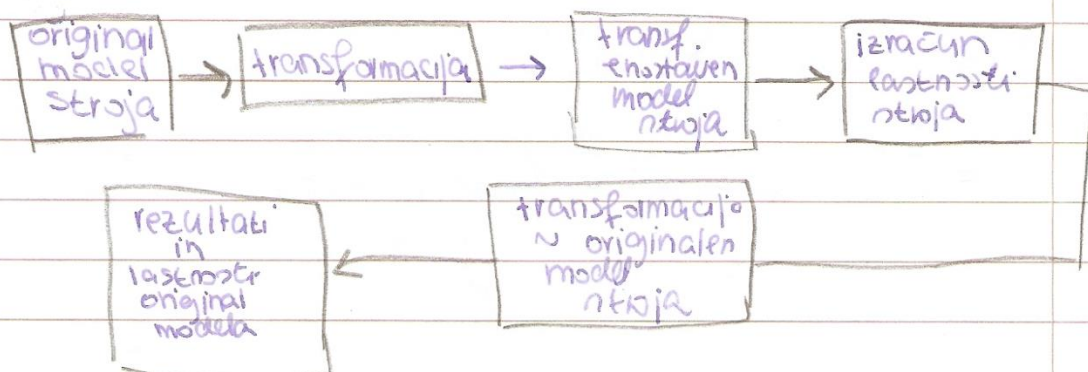 original
model
stroja
transformacija
transf.
enostaven
model
stroja
izračun
lastnosti
stroja
rezultati
in
lastnosti
original
modela
transformacija
v originalen
model
stroja